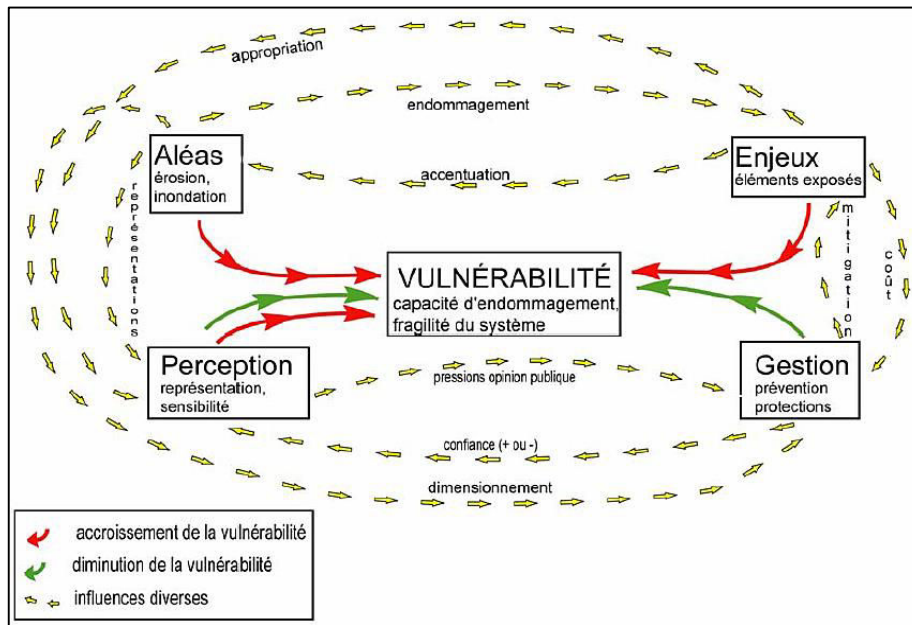 appropriation
endommagement
Aléas
érosion,
inondation
accentuation
Enjeux
éléments exposés
représentations
mitigation
coût
VULNÉRABILITÉ
capacité d'endommagement,
fragilité du système
Perception
représentation,
sensibilité
pressions opinion publique
Gestion
prévention
protections
confiance (+ ou -)
dimensionnement
accroissement de la vulnérabilité
diminution de la vulnérabilité
influences diverses